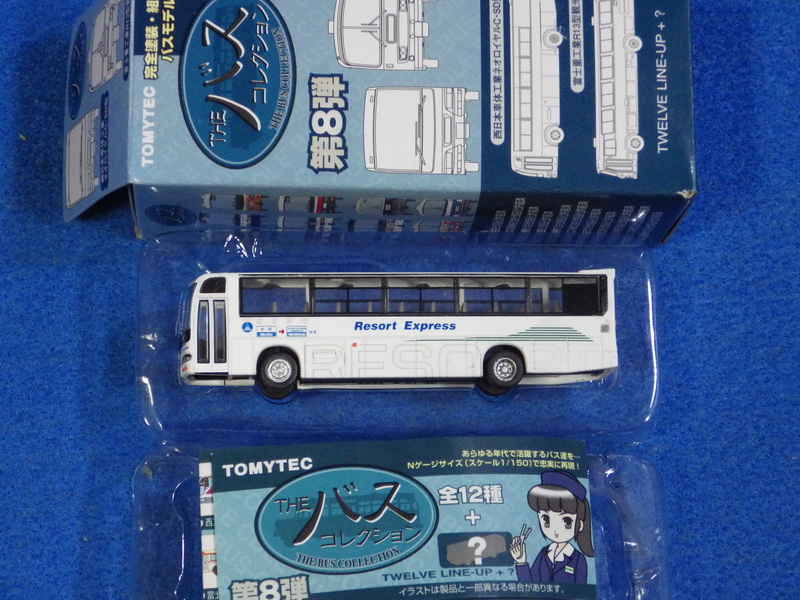 TOMYTEC
完全塗装・組
バスモデル
THE バス
コレクション
THE BUS COLLECTION
第8弾
西日本車体工業ネオロイヤルC・SD型
富士重工業R13型観光
TWELVE LINE-UP + ?
Resort Express
RESO
TOMYTEC
あらゆる年代で活躍するバス達を…
Nゲージサイズ(スケール1/150)で忠実に再現!
THE バス
コレクション
THE BUS COLLECTION
全12種
+
?
TWELVE LINE-UP + ?
第8弾
イラストは製品と一部異なる場合があります。